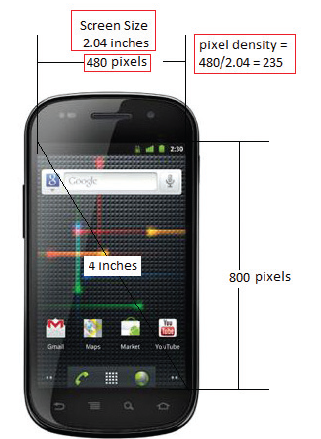 Screen Size
2.04 inches
480 pixels
pixel density =
480/2.04 = 235
2:30
Google
4 inches
800 pixels
Gmail
Maps
Market
YouTube